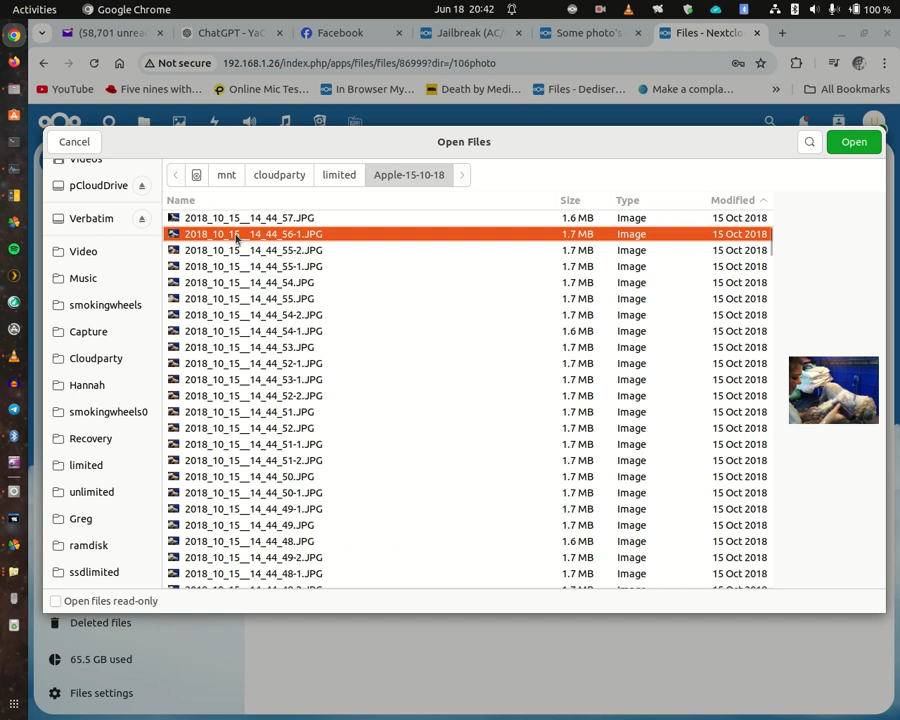 Activities Google Chrome Jun 18 20:42 100 %
(58,701 unrea ChatGPT - YaC Facebook Jailbreak (AC/ Some photo's Files - Nextclo
Not secure 192.168.1.26/index.php/apps/files/files/86999?dir=/106photo
YouTube Five nines with e... Online Mic Tes... In Browser My... Death by Medi... Files - Dediser... Make a compla... » All Bookmarks
Cancel Open Files Open
Videos
pCloudDrive
Verbatim
Video
Music
smokingwheels
Capture
Cloudparty
Hannah
smokingwheels0
Recovery
limited
unlimited
Greg
ramdisk
ssdlimited
mnt cloudparty limited Apple-15-10-18
Name Size Type Modified
2018_10_15__14_44_57.JPG 1.6 MB Image 15 Oct 2018
2018_10_15__14_44_56-1.JPG 1.7 MB Image 15 Oct 2018
2018_10_15__14_44_55-2.JPG 1.7 MB Image 15 Oct 2018
2018_10_15__14_44_55-1.JPG 1.7 MB Image 15 Oct 2018
2018_10_15__14_44_54.JPG 1.7 MB Image 15 Oct 2018
2018_10_15__14_44_55.JPG 1.7 MB Image 15 Oct 2018
2018_10_15__14_44_54-2.JPG 1.7 MB Image 15 Oct 2018
2018_10_15__14_44_54-1.JPG 1.6 MB Image 15 Oct 2018
2018_10_15__14_44_53.JPG 1.7 MB Image 15 Oct 2018
2018_10_15__14_44_52-1.JPG 1.7 MB Image 15 Oct 2018
2018_10_15__14_44_53-1.JPG 1.7 MB Image 15 Oct 2018
2018_10_15__14_44_52-2.JPG 1.7 MB Image 15 Oct 2018
2018_10_15__14_44_51.JPG 1.7 MB Image 15 Oct 2018
2018_10_15__14_44_52.JPG 1.7 MB Image 15 Oct 2018
2018_10_15__14_44_51-1.JPG 1.7 MB Image 15 Oct 2018
2018_10_15__14_44_51-2.JPG 1.7 MB Image 15 Oct 2018
2018_10_15__14_44_50.JPG 1.7 MB Image 15 Oct 2018
2018_10_15__14_44_50-1.JPG 1.7 MB Image 15 Oct 2018
2018_10_15__14_44_49-1.JPG 1.7 MB Image 15 Oct 2018
2018_10_15__14_44_49.JPG 1.7 MB Image 15 Oct 2018
2018_10_15__14_44_48.JPG 1.6 MB Image 15 Oct 2018
2018_10_15__14_44_49-2.JPG 1.7 MB Image 15 Oct 2018
2018_10_15__14_44_48-1.JPG 1.7 MB Image 15 Oct 2018
Open files read-only
Deleted files
65.5 GB used
Files settings